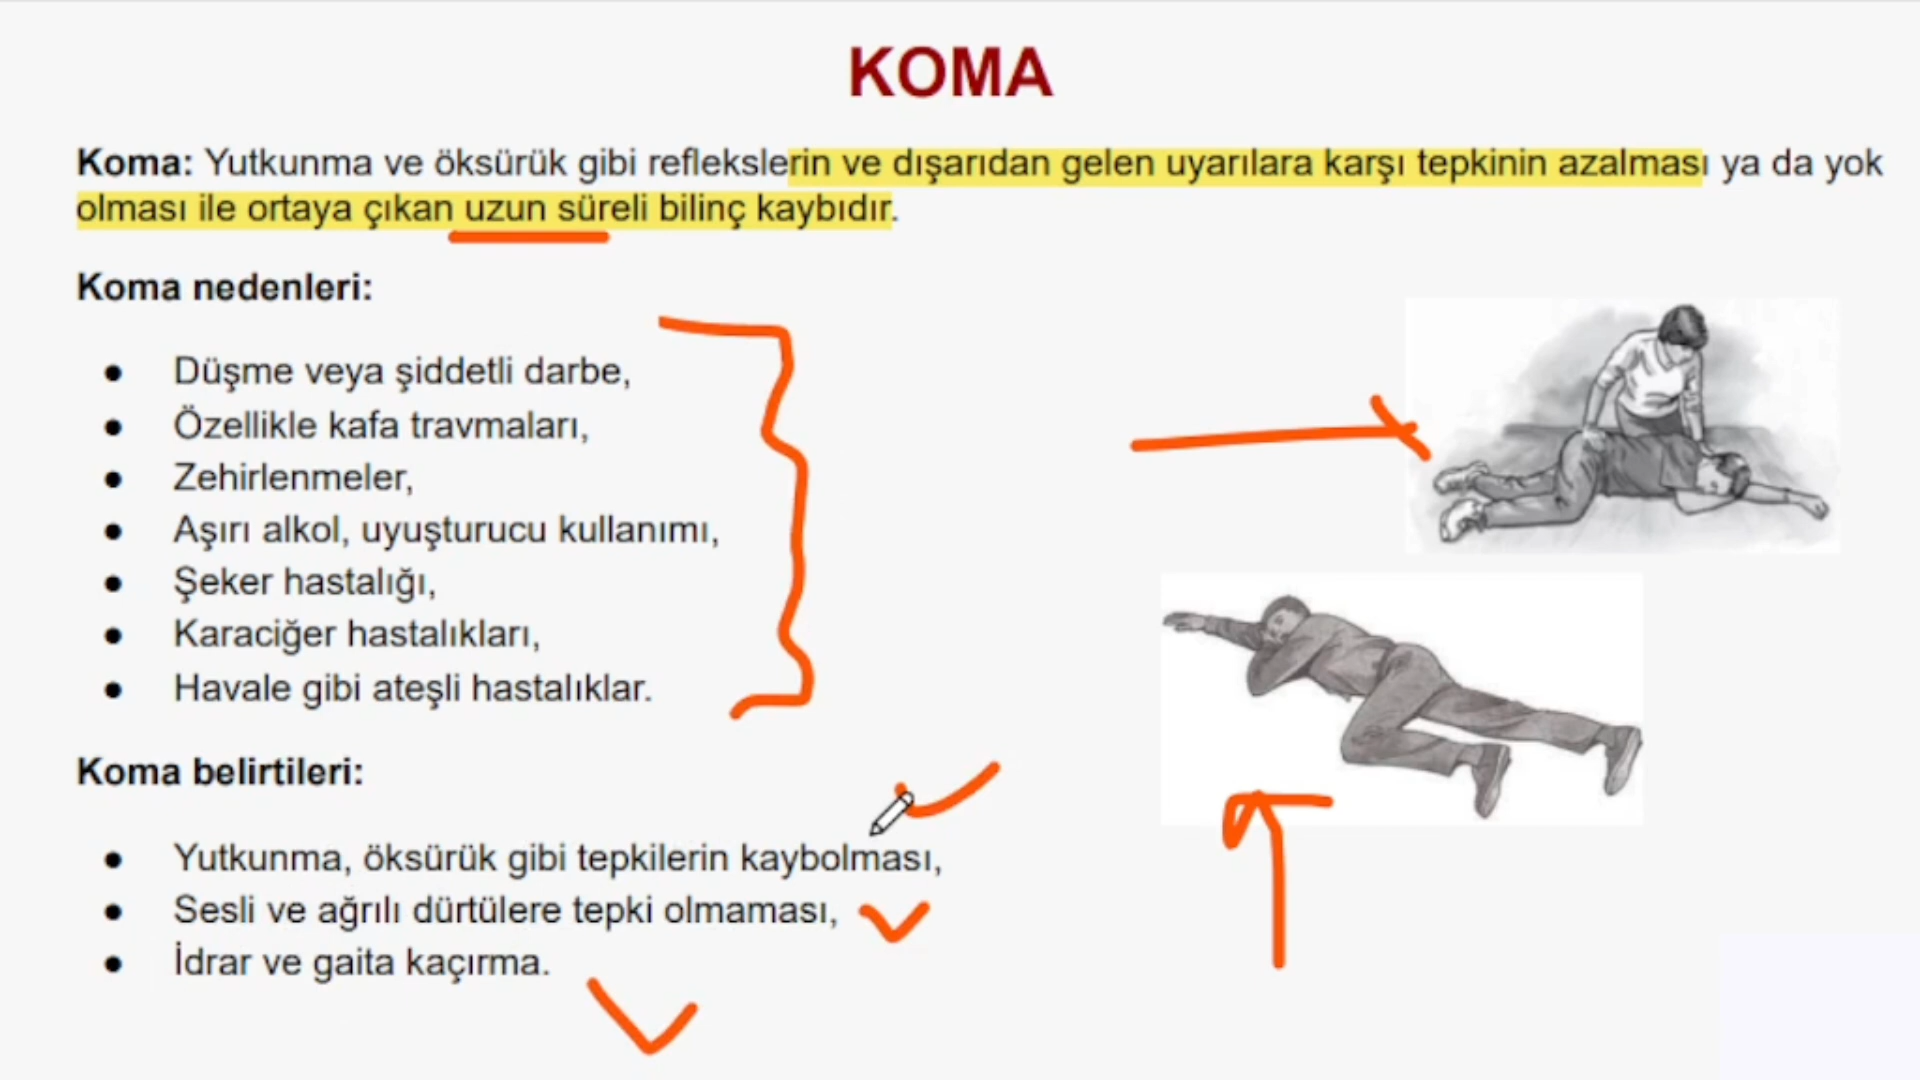 KOMA
Koma: Yutkunma ve öksürük gibi reflekslerin ve dışarıdan gelen uyarılara karşı tepkinin azalması ya da yok
olması ile ortaya çıkan uzun süreli bilinç kaybıdır.
Koma nedenleri:
● Düşme veya şiddetli darbe,
● Özellikle kafa travmaları,
● Zehirlenmeler,
● Aşırı alkol, uyuşturucu kullanımı,
● Şeker hastalığı,
● Karaciğer hastalıkları,
● Havale gibi ateşli hastalıklar.
Koma belirtileri:
● Yutkunma, öksürük gibi tepkilerin kaybolması,
● Sesli ve ağrılı dürtülere tepki olmaması,
● İdrar ve gaita kaçırma.